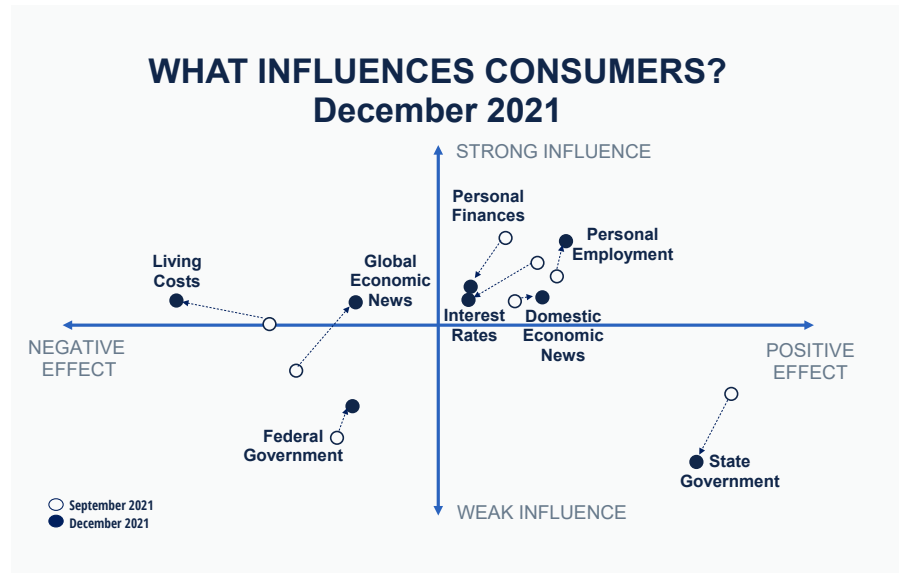 WHAT INFLUENCES CONSUMERS?
December 2021
STRONG INFLUENCE
Personal
Finances
Personal
Employment
Living
Costs
Global
Economic
News
Interest
Rates
Domestic
Economic
News
NEGATIVE
EFFECT
POSITIVE
EFFECT
Federal
Government
State
Government
September 2021
December 2021
WEAK INFLUENCE